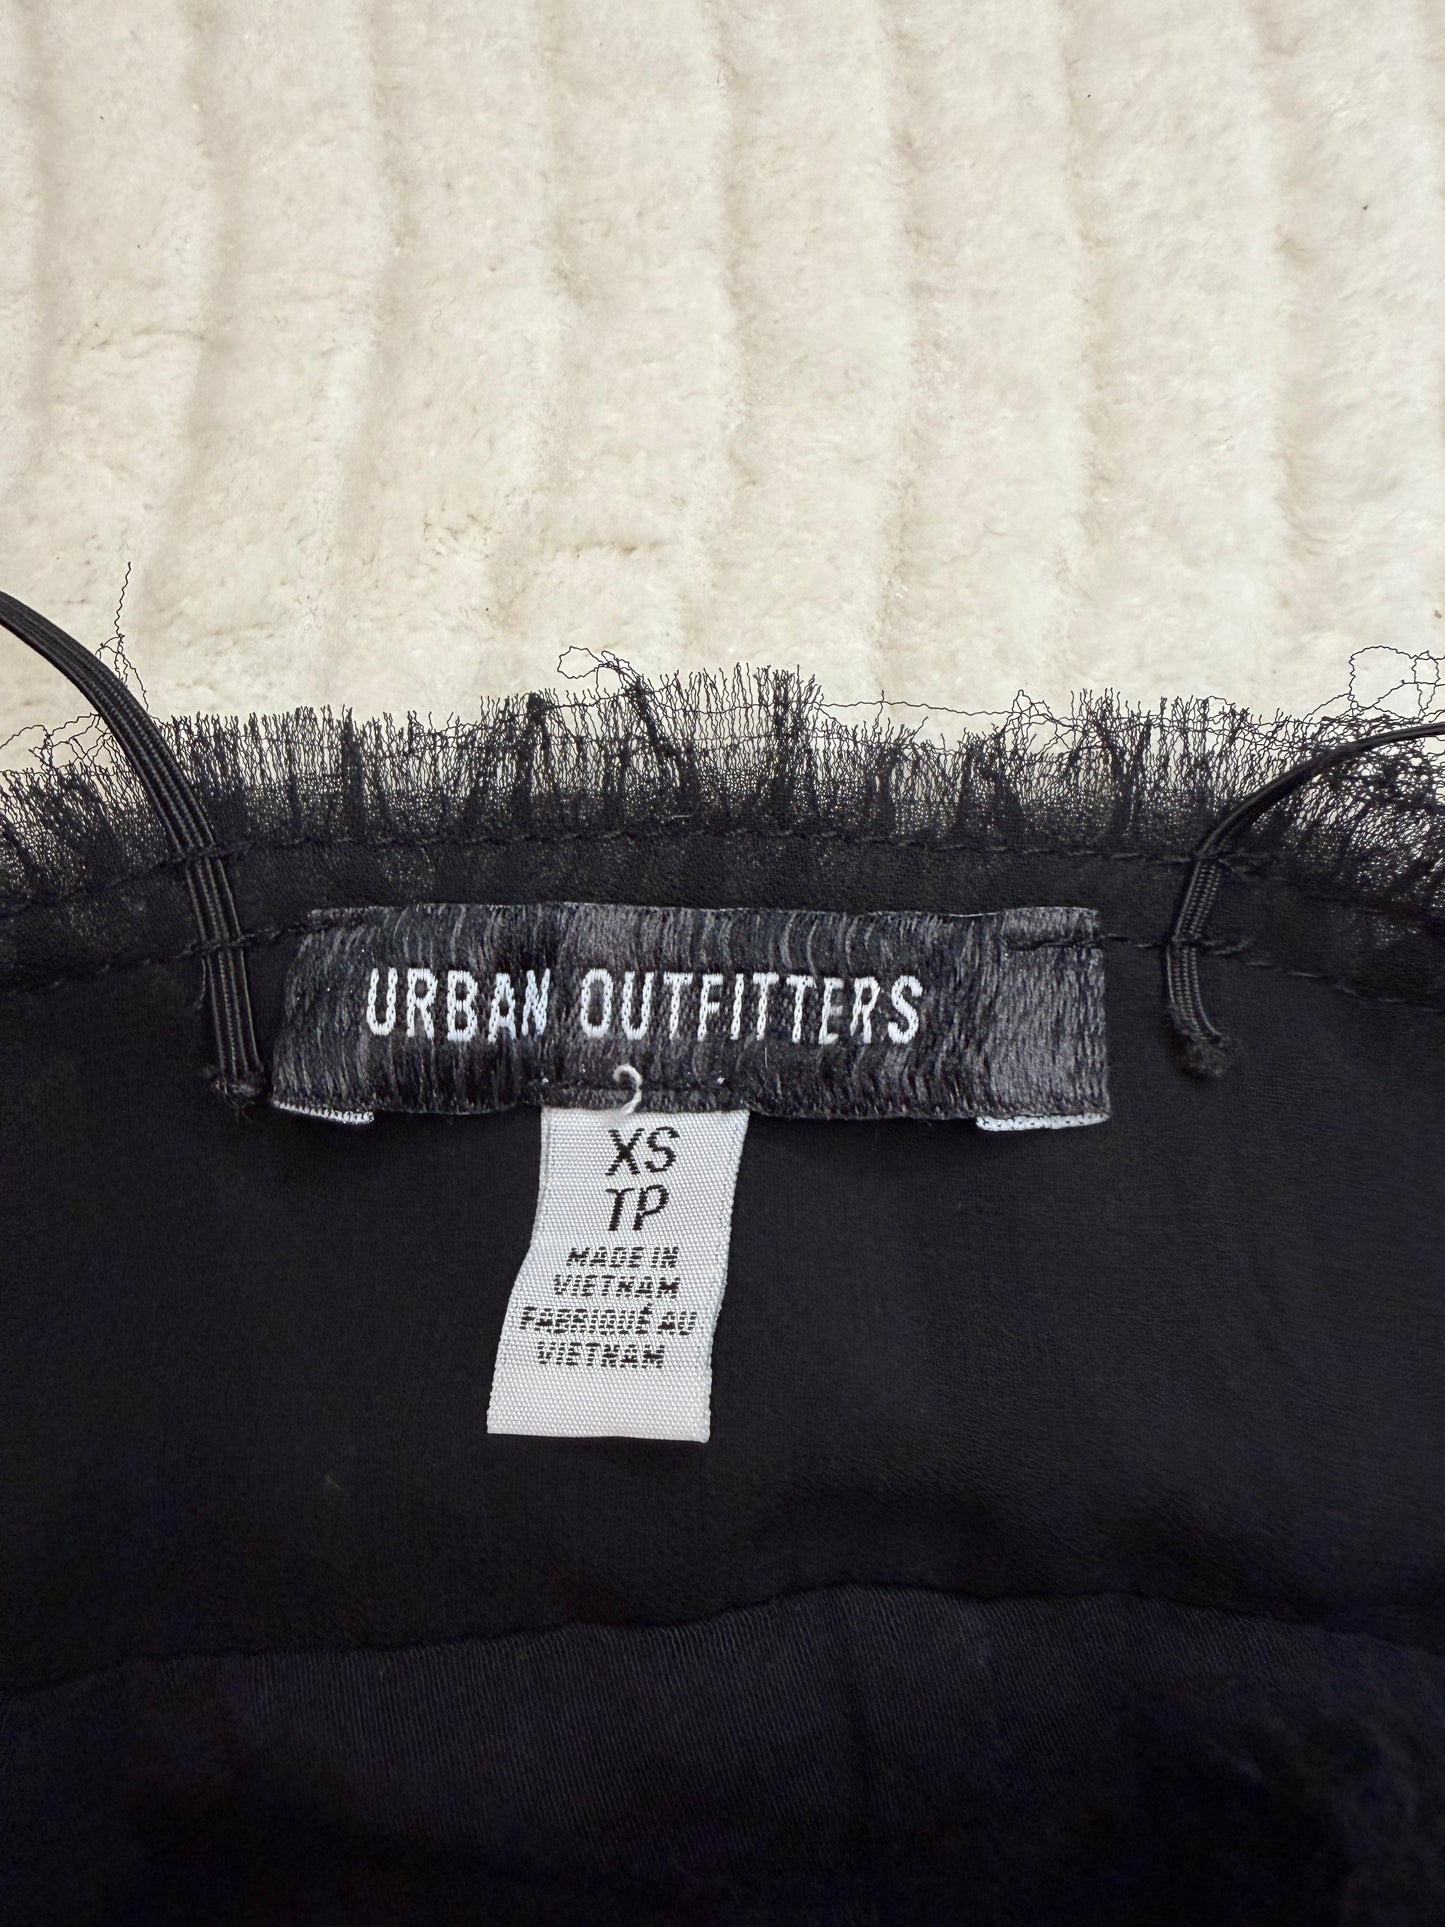 URBAN OUTFITTERS
XS
TP
MADE IN
VIETNAM
FABRIQUÉ AU
VIETNAM